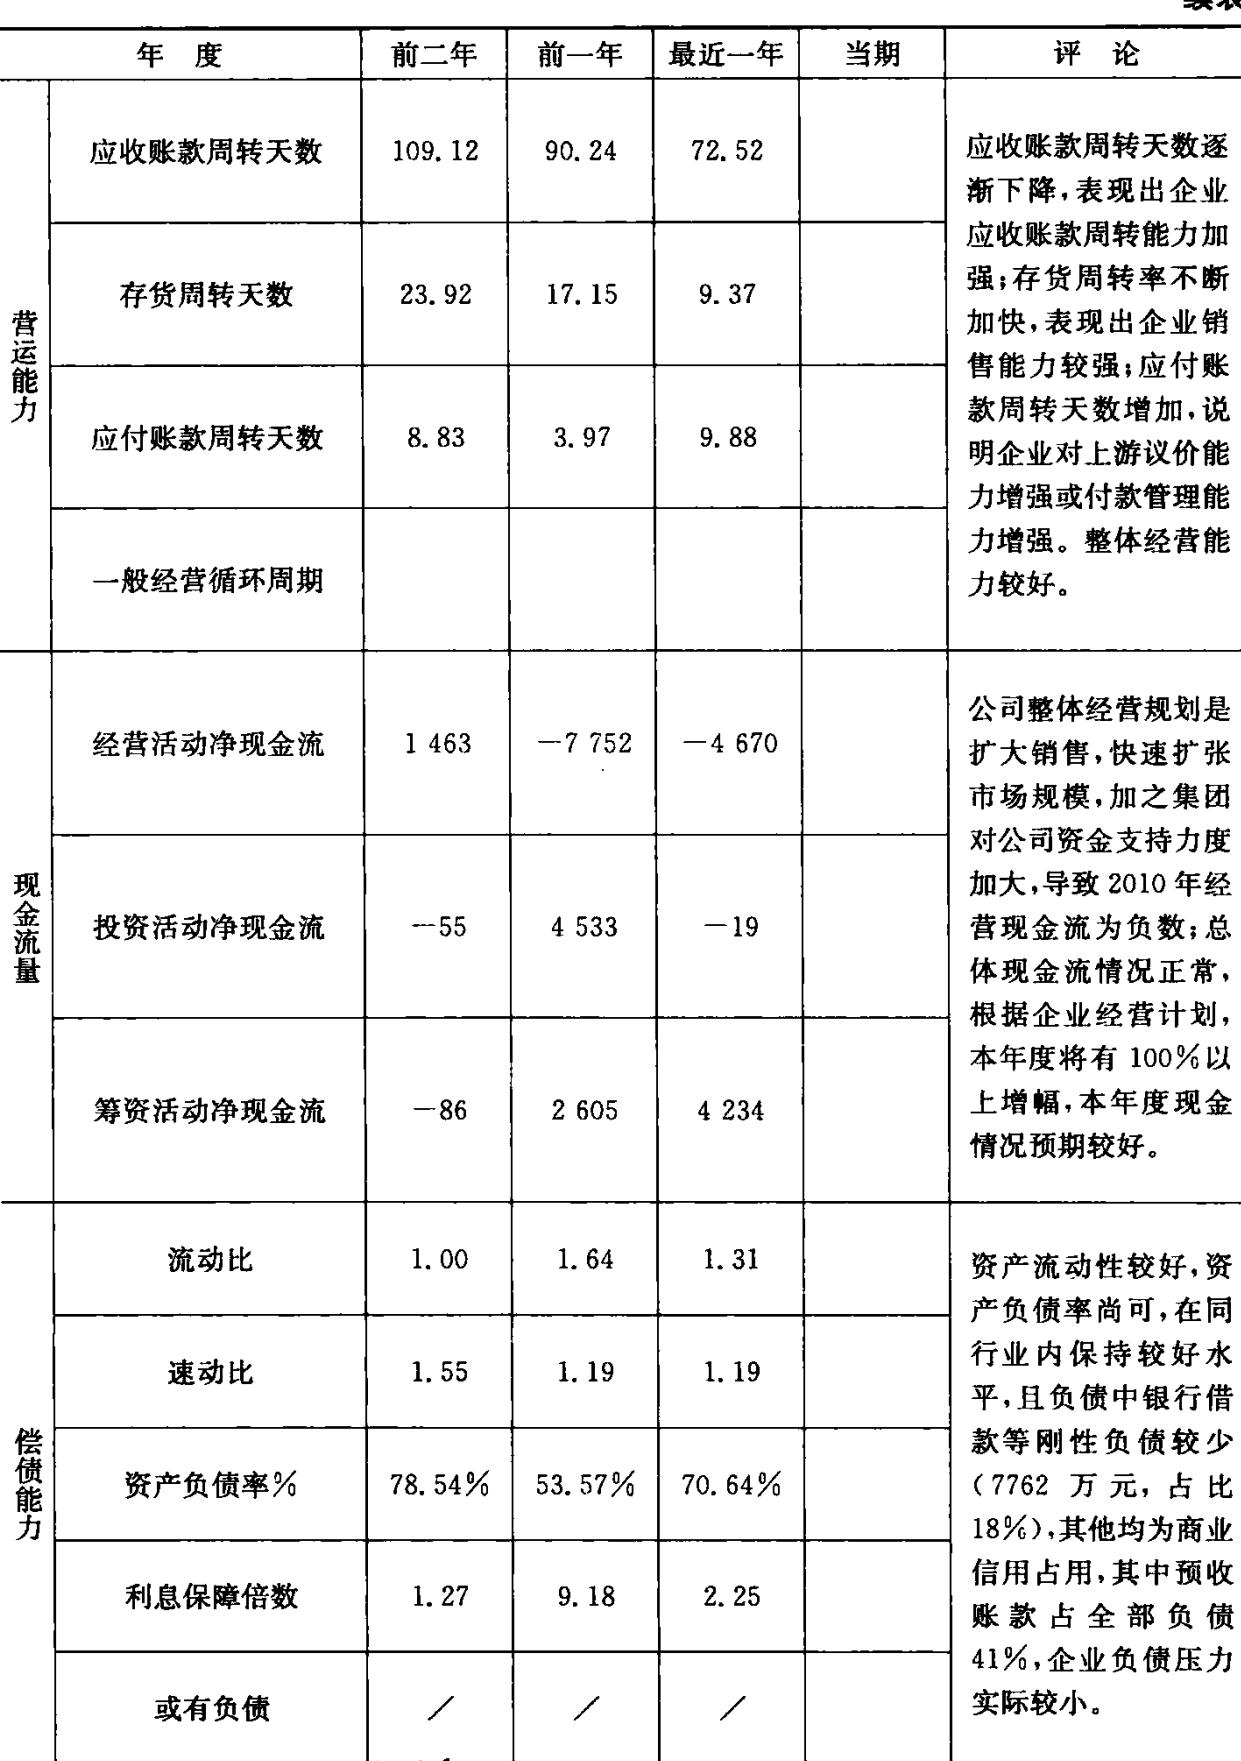 续表
年 度 前二年 前一年 最近一年 当期 评 论
营运能力
应收账款周转天数 109.12 90.24 72.52
存货周转天数 23.92 17.15 9.37
应付账款周转天数 8.83 3.97 9.88
一般经营循环周期
应收账款周转天数逐
渐下降,表现出企业
应收账款周转能力加
强;存货周转率不断
加快,表现出企业销
售能力较强;应付账
款周转天数增加,说
明企业对上游议价能
力增强或付款管理能
力增强。整体经营能
力较好。
现金流量
经营活动净现金流 1 463 —7 752 —4 670
投资活动净现金流 —55 4 533 —19
筹资活动净现金流 —86 2 605 4 234
公司整体经营规划是
扩大销售,快速扩张
市场规模,加之集团
对公司资金支持力度
加大,导致 2010 年经
营现金流为负数;总
体现金流情况正常,
根据企业经营计划,
本年度将有 100%以
上增幅,本年度现金
情况预期较好。
偿债能力
流动比 1.00 1.64 1.31
速动比 1.55 1.19 1.19
资产负债率% 78.54% 53.57% 70.64%
利息保障倍数 1.27 9.18 2.25
或有负债 / / /
资产流动性较好,资
产负债率尚可,在同
行业内保持较好水
平,且负债中银行借
款等刚性负债较少
(7762 万元,占比
18%),其他均为商业
信用占用,其中预收
账款占全部负债
41%,企业负债压力
实际较小。